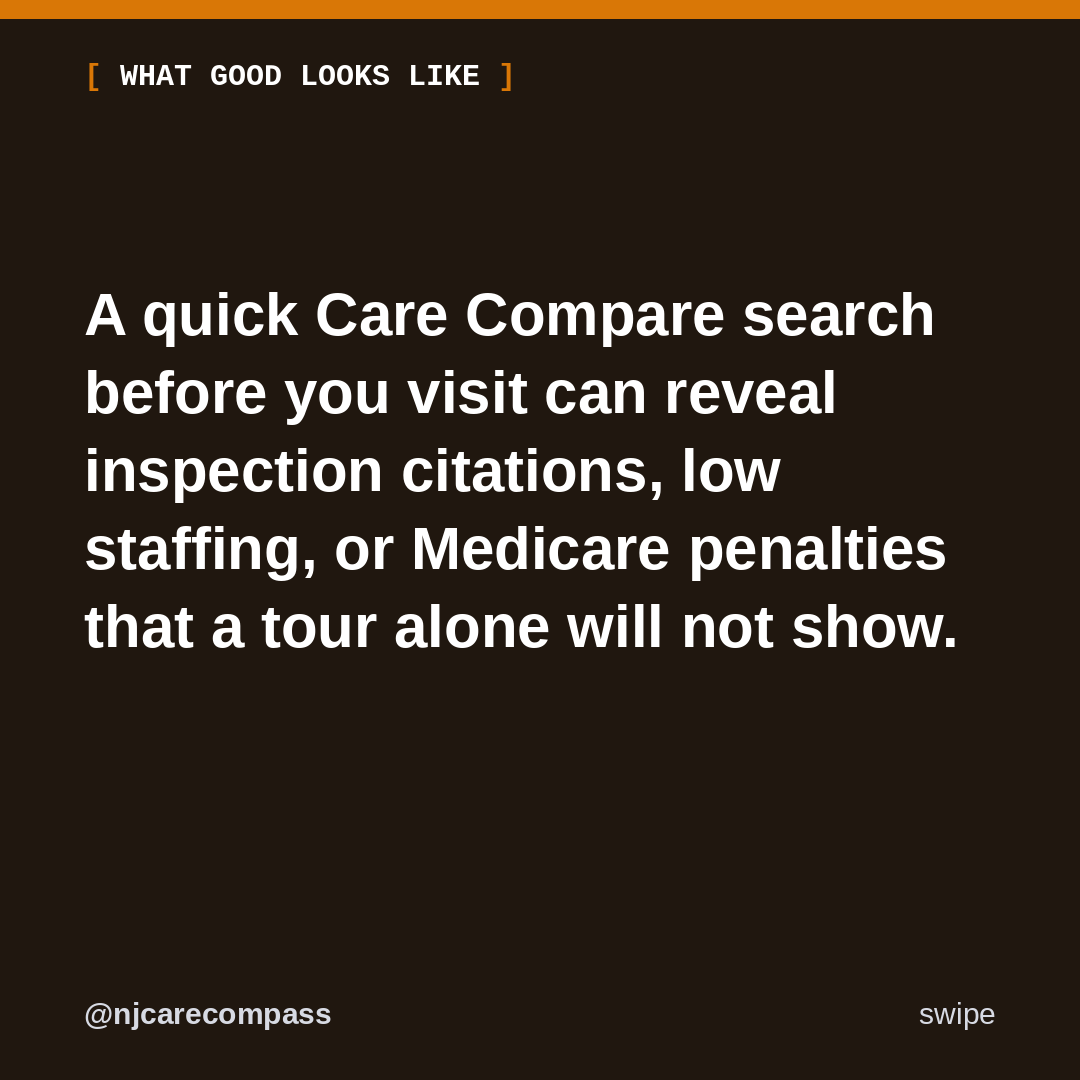 [ WHAT GOOD LOOKS LIKE ]
A quick Care Compare search
before you visit can reveal
inspection citations, low
staffing, or Medicare penalties
that a tour alone will not show.
@njcarecompass
swipe